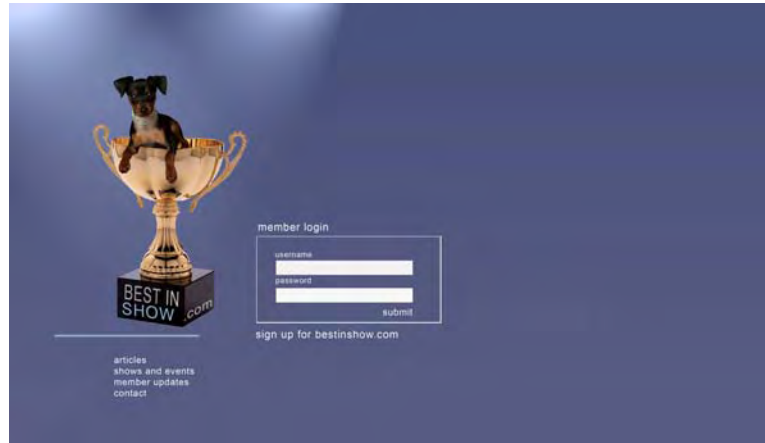 BEST IN
SHOW .com
member login
username
password
submit
sign up for bestinshow.com
articles
shows and events
member updates
contact